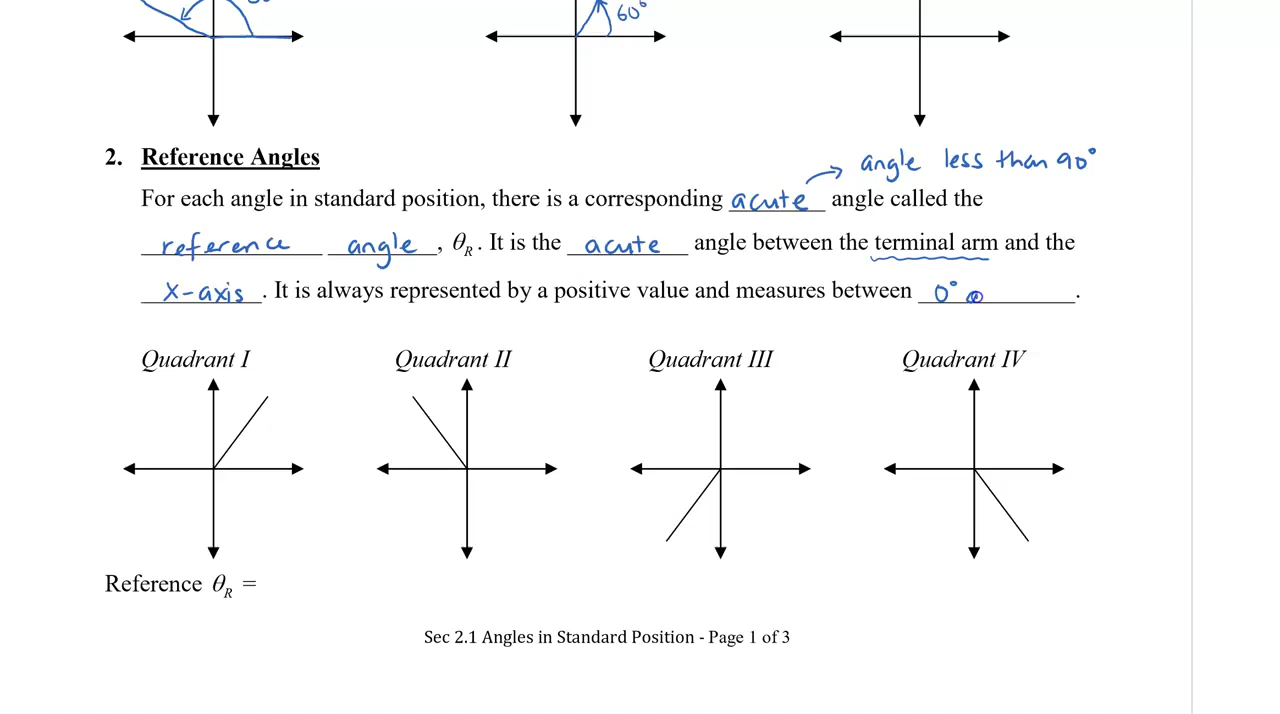 60°
2. Reference Angles
angle less than 90°
For each angle in standard position, there is a corresponding acute angle called the
reference angle, θR. It is the acute angle between the terminal arm and the
x-axis. It is always represented by a positive value and measures between 0°
Quadrant I Quadrant II Quadrant III Quadrant IV
Reference θR =
Sec 2.1 Angles in Standard Position - Page 1 of 3